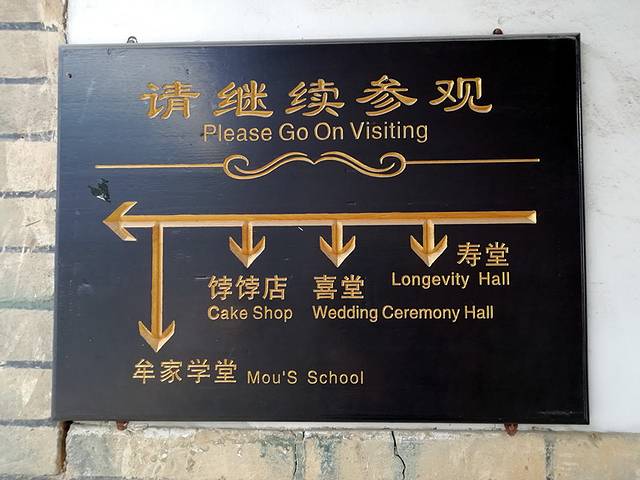 请继续参观
Please Go On Visiting
寿堂
Longevity Hall
饽饽店
Cake Shop
喜堂
Wedding Ceremony Hall
牟家学堂
Mou'S School